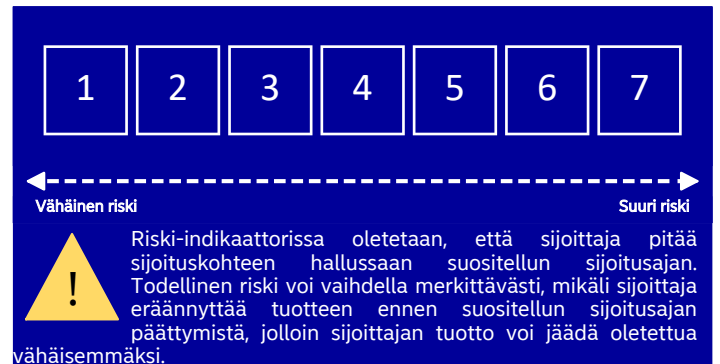 1 2 3 4 5 6 7
Vähäinen riski Suuri riski
Riski-indikaattorissa oletetaan, että sijoittaja pitää
sijoituskohteen hallussaan suositellun sijoitusajan.
! Todellinen riski voi vaihdella merkittävästi, mikäli sijoittaja
eräännyttää tuotteen ennen suositellun sijoitusajan
päättymistä, jolloin sijoittajan tuotto voi jäädä oletettua
vähäisemmäksi.